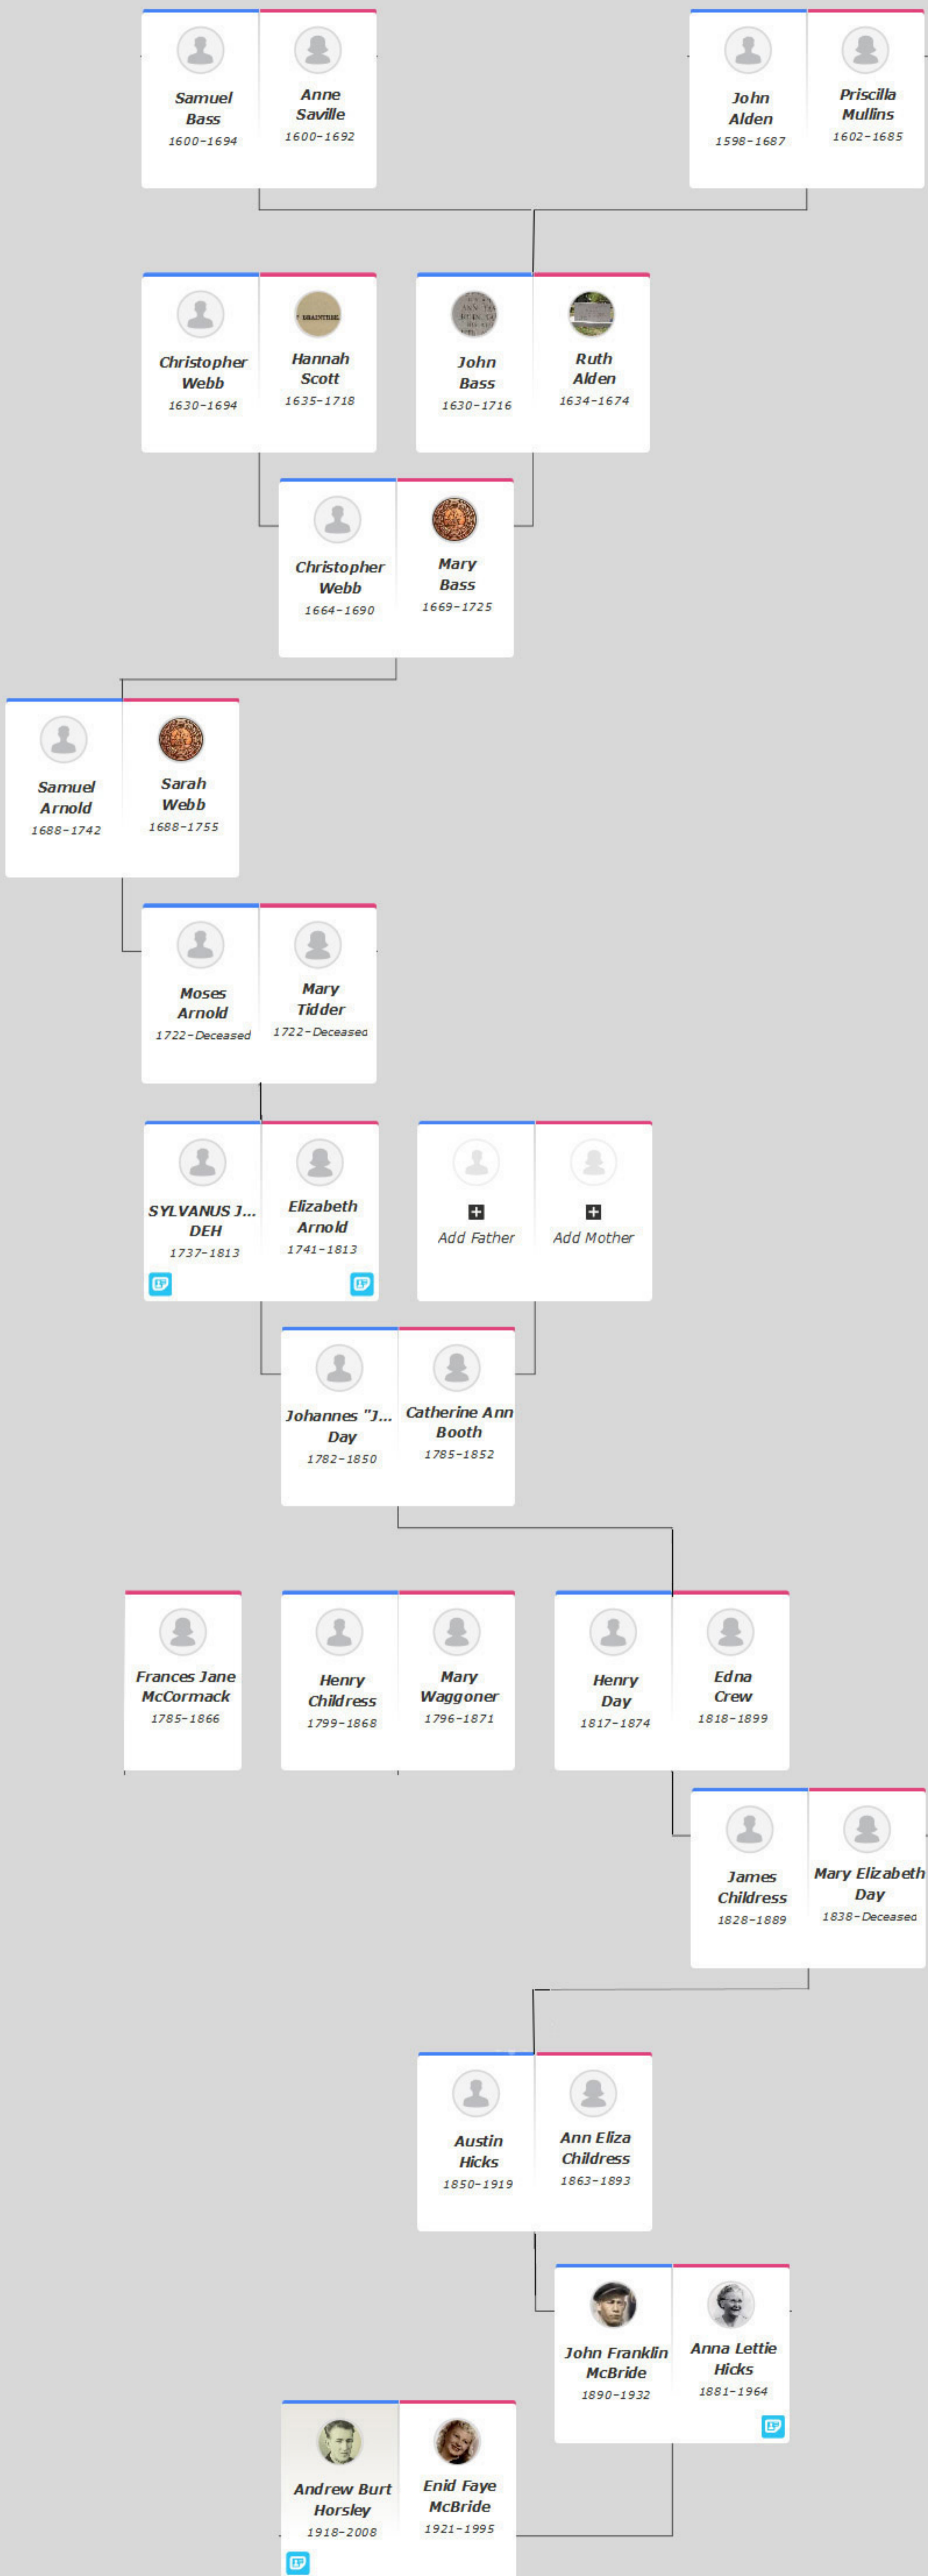 Samuel
Bass
1600-1694
Anne
Saville
1600-1692
John
Alden
1598-1687
Priscilla
Mullins
1602-1685
Christopher
Webb
1630-1694
BRAINTREE,
Hannah
Scott
1635-1718
John
Bass
1630-1716
Ruth
Alden
1634-1674
Christopher
Webb
1664-1690
Mary
Bass
1669-1725
Samuel
Arnold
1688-1742
Sarah
Webb
1688-1755
Moses
Arnold
1722-Deceased
Mary
Tidder
1722-Deceased
SYLVANUS J...
DEH
1737-1813
Elizabeth
Arnold
1741-1813
Add Father
Add Mother
Johannes "J...
Day
1782-1850
Catherine Ann
Booth
1785-1852
Frances Jane
McCormack
1785-1866
Henry
Childress
1799-1868
Mary
Waggoner
1796-1871
Henry
Day
1817-1874
Edna
Crew
1818-1899
James
Childress
1828-1889
Mary Elizabeth
Day
1838-Deceased
Austin
Hicks
1850-1919
Ann Eliza
Childress
1863-1893
John Franklin
McBride
1890-1932
Anna Lettie
Hicks
1881-1964
Andrew Burt
Horsley
1918-2008
Enid Faye
McBride
1921-1995